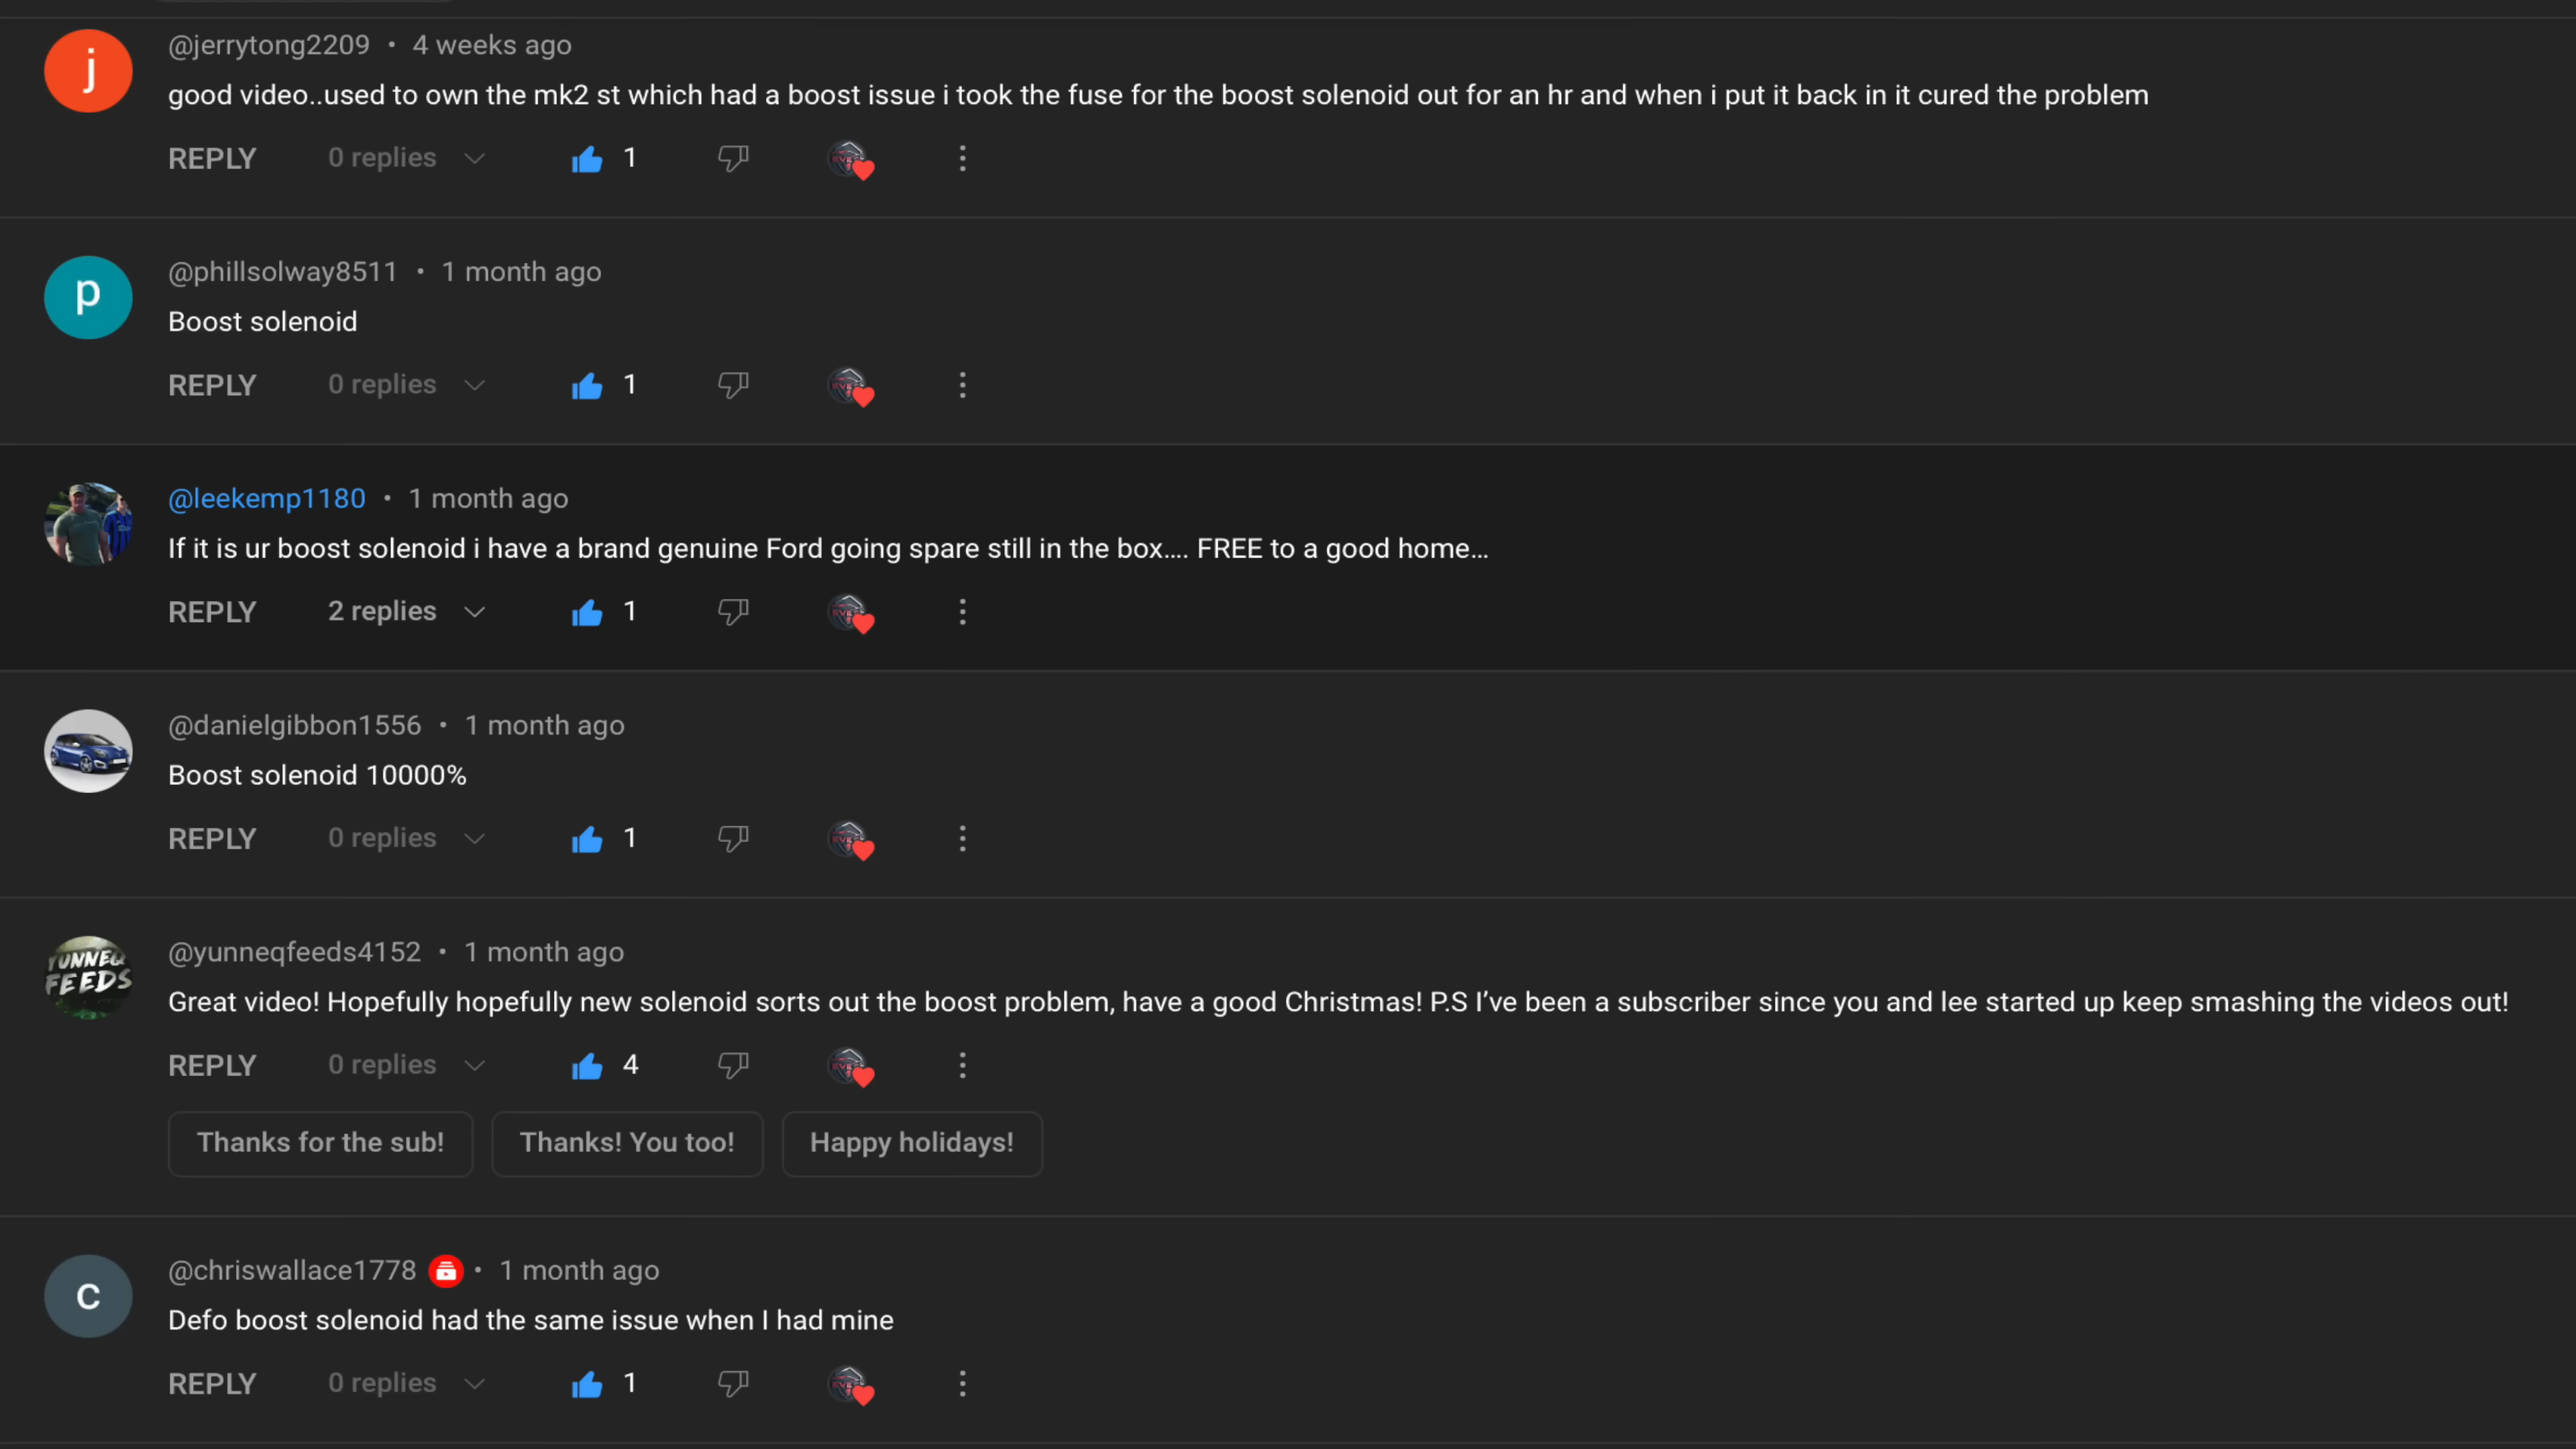 j
@jerrytong2209 • 4 weeks ago
good video..used to own the mk2 st which had a boost issue i took the fuse for the boost solenoid out for an hr and when i put it back in it cured the problem
REPLY 0 replies 1
p
@phillsolway8511 • 1 month ago
Boost solenoid
REPLY 0 replies 1
@leekemp1180 • 1 month ago
If it is ur boost solenoid i have a brand genuine Ford going spare still in the box.... FREE to a good home...
REPLY 2 replies 1
@danielgibbon1556 • 1 month ago
Boost solenoid 10000%
REPLY 0 replies 1
YUNNEQ
FEEDS
@yunneqfeeds4152 • 1 month ago
Great video! Hopefully hopefully new solenoid sorts out the boost problem, have a good Christmas! P.S I’ve been a subscriber since you and lee started up keep smashing the videos out!
REPLY 0 replies 4
Thanks for the sub! Thanks! You too! Happy holidays!
c
@chriswallace1778 • 1 month ago
Defo boost solenoid had the same issue when I had mine
REPLY 0 replies 1